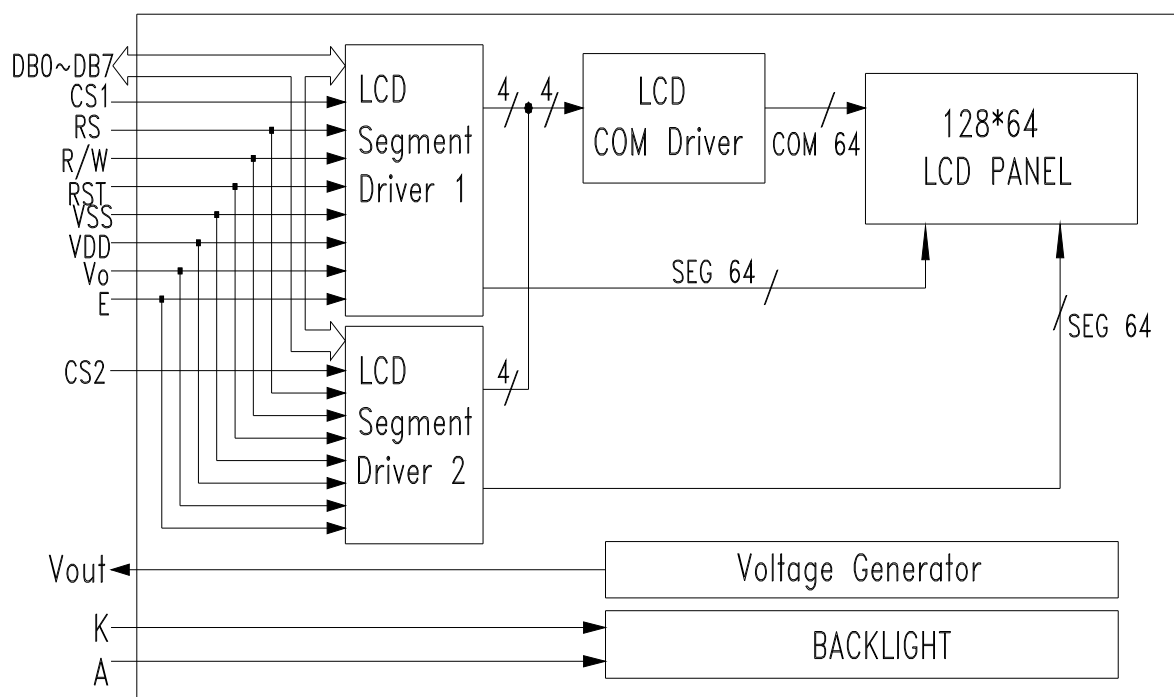 DB0~DB7
CS1
RS
R/W
RST
VSS
VDD
Vo
E
CS2
LCD
Segment
Driver 1
4
4
LCD
COM Driver
COM 64
128*64
LCD PANEL
SEG 64
SEG 64
LCD
Segment
Driver 2
4
Vout
Voltage Generator
K
A
BACKLIGHT